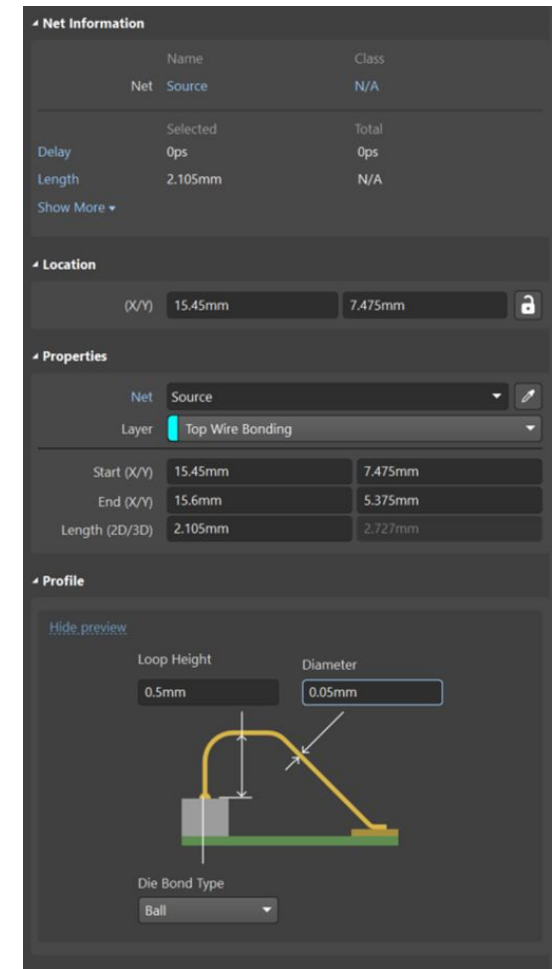 Net Information
Name Class
Net Source N/A
Selected Total
Delay 0ps 0ps
Length 2.105mm N/A
Show More
Location
(X/Y) 15.45mm 7.475mm
Properties
Net Source
Layer Top Wire Bonding
Start (X/Y) 15.45mm 7.475mm
End (X/Y) 15.6mm 5.375mm
Length (2D/3D) 2.105mm 2.727mm
Profile
Hide preview
Loop Height Diameter
0.5mm 0.05mm
Die Bond Type
Ball